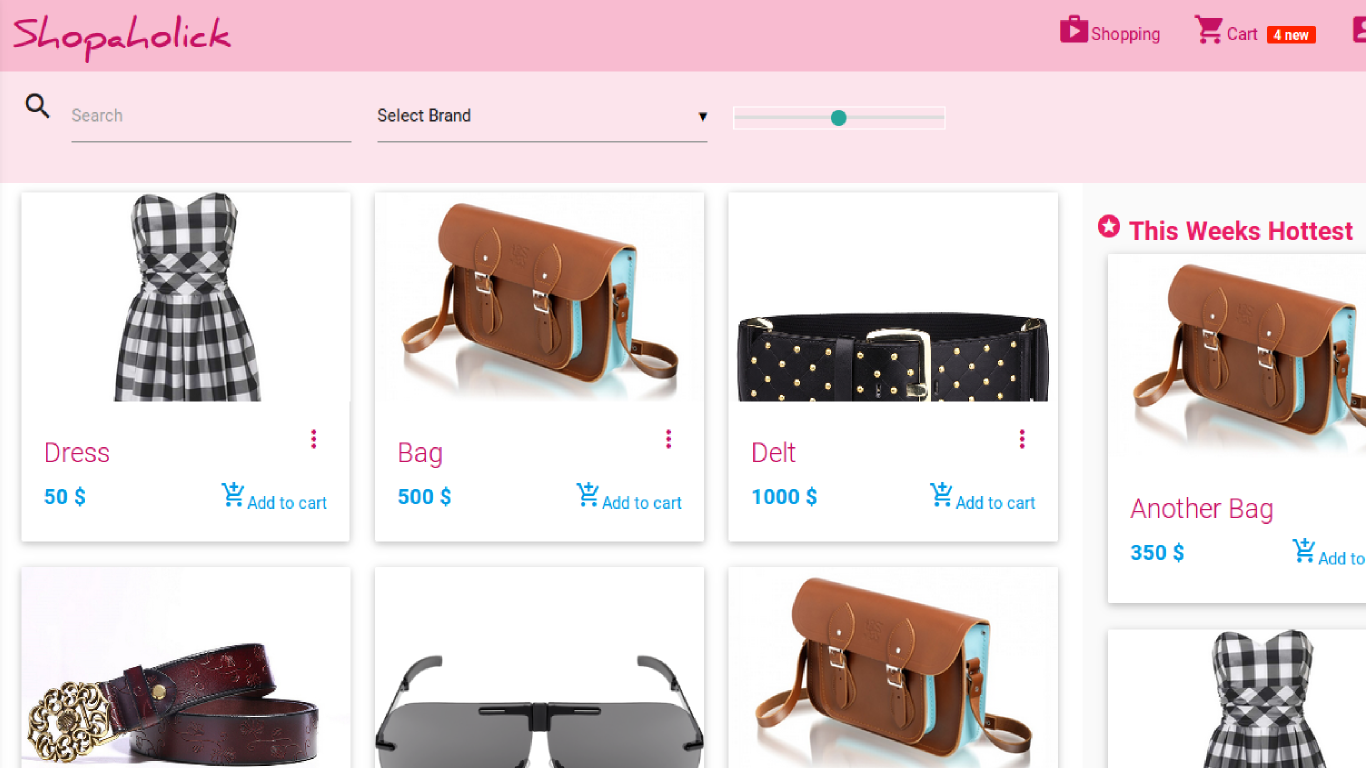 Shopaholick
Shopping
Cart 4 new
Search
Select Brand
This Weeks Hottest
Dress
50 $
Add to cart
Bag
500 $
Add to cart
Delt
1000 $
Add to cart
Another Bag
350 $
Add to